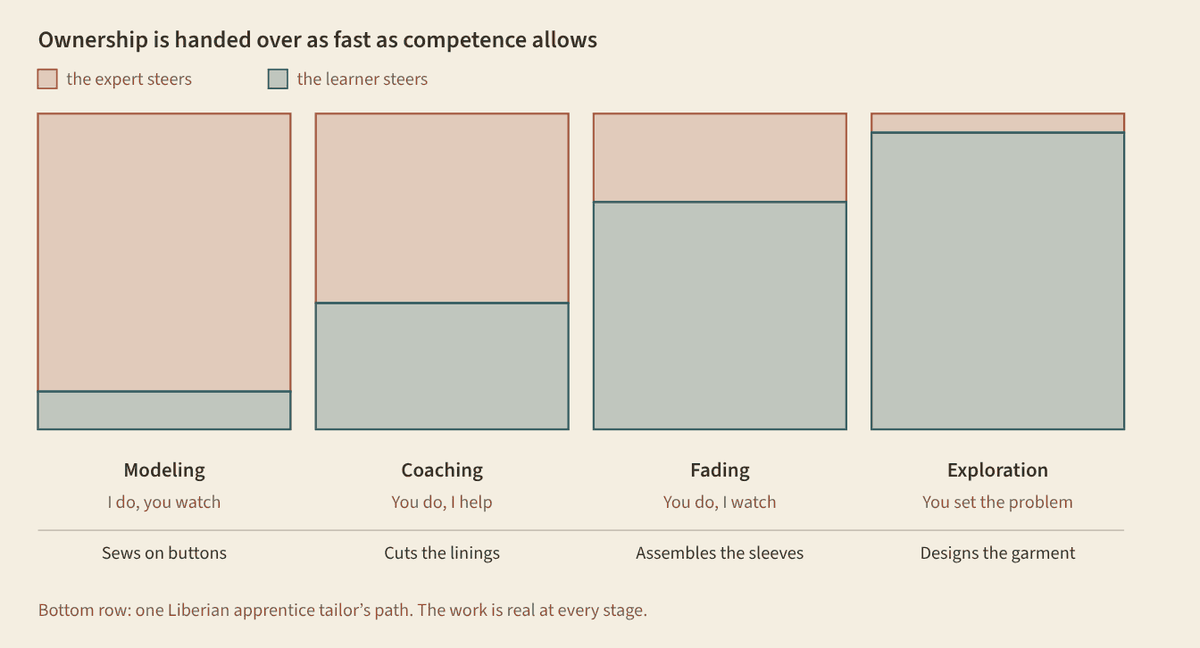 Ownership is handed over as fast as competence allows
the expert steers
the learner steers
Modeling
Coaching
Fading
Exploration
I do, you watch
You do, I help
You do, I watch
You set the problem
Sews on buttons
Cuts the linings
Assembles the sleeves
Designs the garment
Bottom row: one Liberian apprentice tailor’s path. The work is real at every stage.